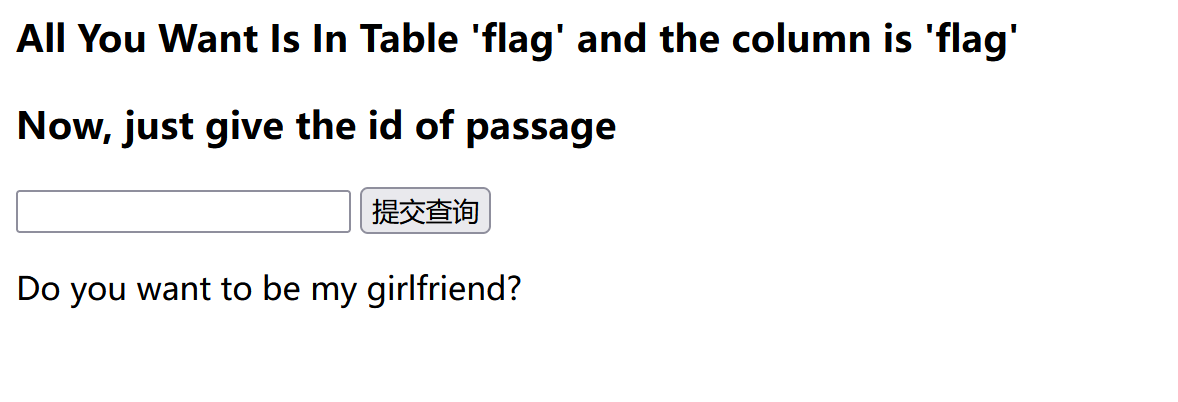 All You Want Is In Table 'flag' and the column is 'flag'
Now, just give the id of passage
提交查询
Do you want to be my girlfriend?